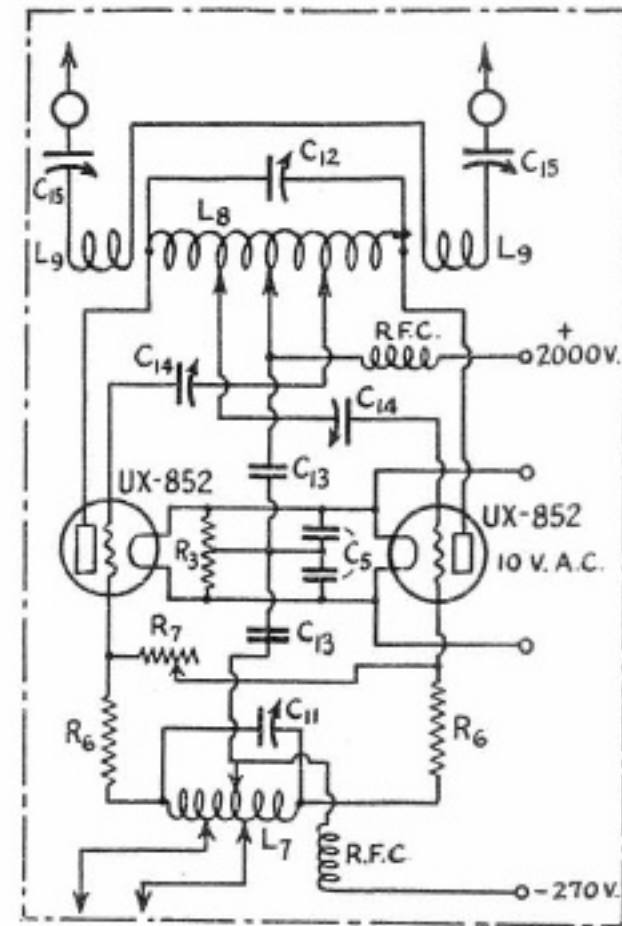 C12
C15
C15
L8
L9
L9
R.F.C.
+
2000V.
C14
C14
C13
UX-852
UX-852
R3
C5
10 V. A.C.
R7
C13
C11
R6
R6
L7
R.F.C.
-270V.